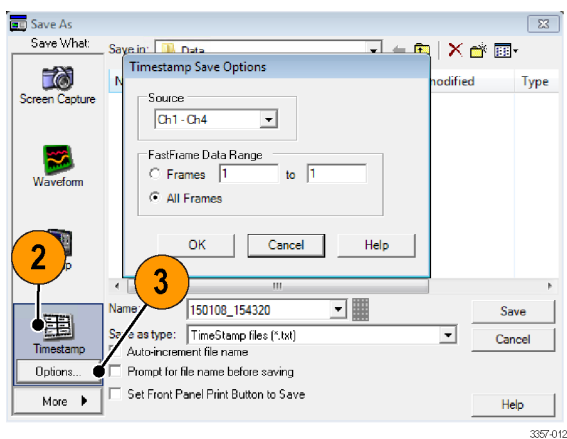 Save As
Save What:
Save in: Data
Timestamp Save Options
modified Type
Screen Capture
Source
Ch1 - Ch4
Waveform
FastFrame Data Range
Frames 1 to 1
All Frames
OK Cancel Help
2
3
Name: 150108_154320 Save
Save as type: TimeStamp files (*.txt) Cancel
Timestamp
Auto-increment file name
Options...
Prompt for file name before saving
More
Set Front Panel Print Button to Save
Help
3357-012